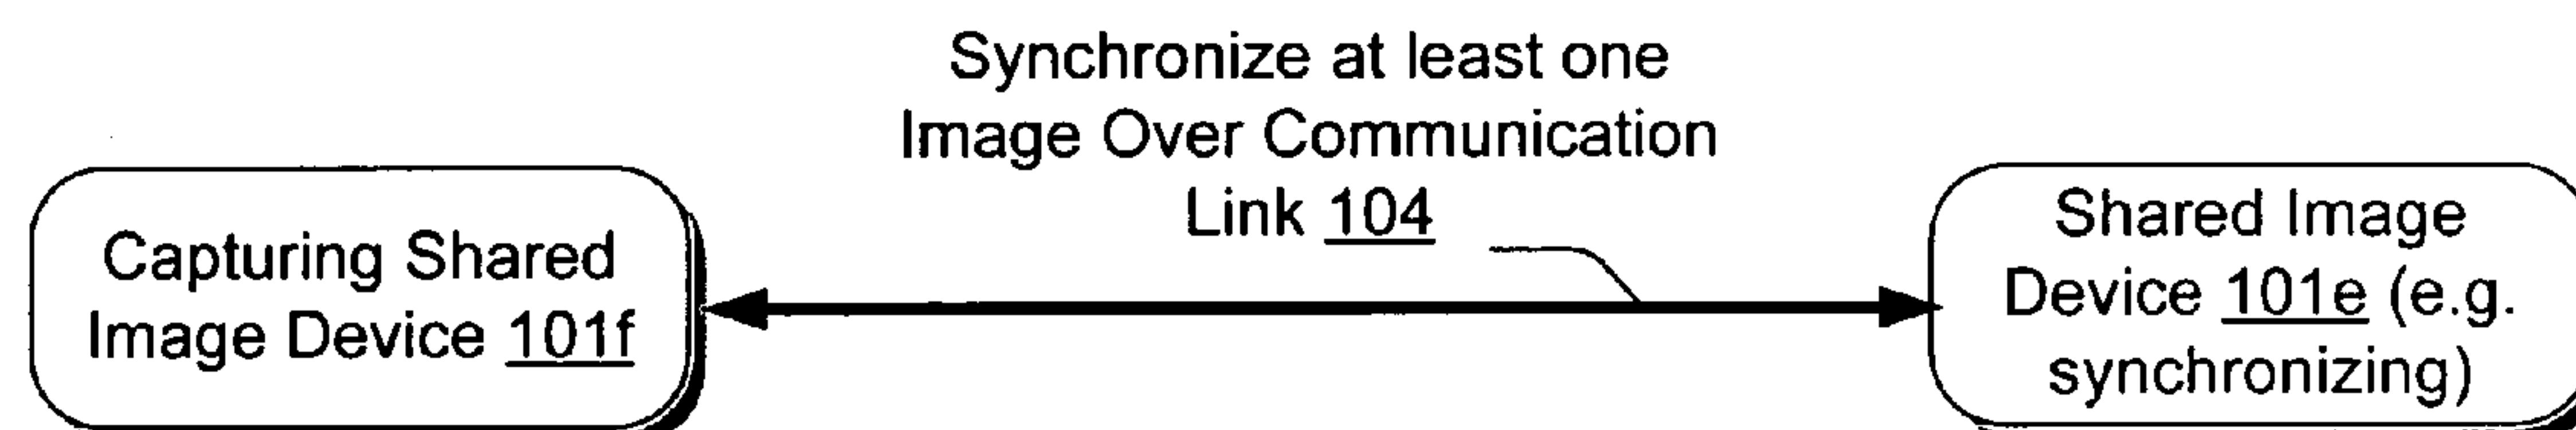 Synchronize at least one
Image Over Communication
Link 104
Capturing Shared
Image Device 101f
Shared Image
Device 101e (e.g.
synchronizing)